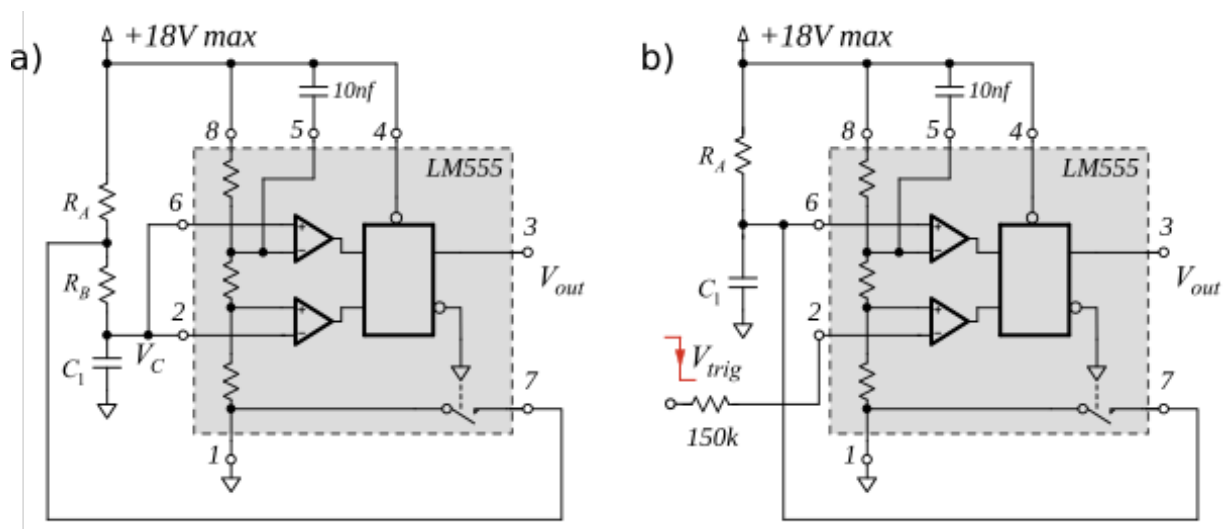 a)
+18V max
10nf
8
5
4
LM555
R_A
6
3
V_out
R_B
2
V_C
C_1
7
1
b)
+18V max
10nf
8
5
4
LM555
R_A
6
3
V_out
C_1
2
V_trig
7
150k
1